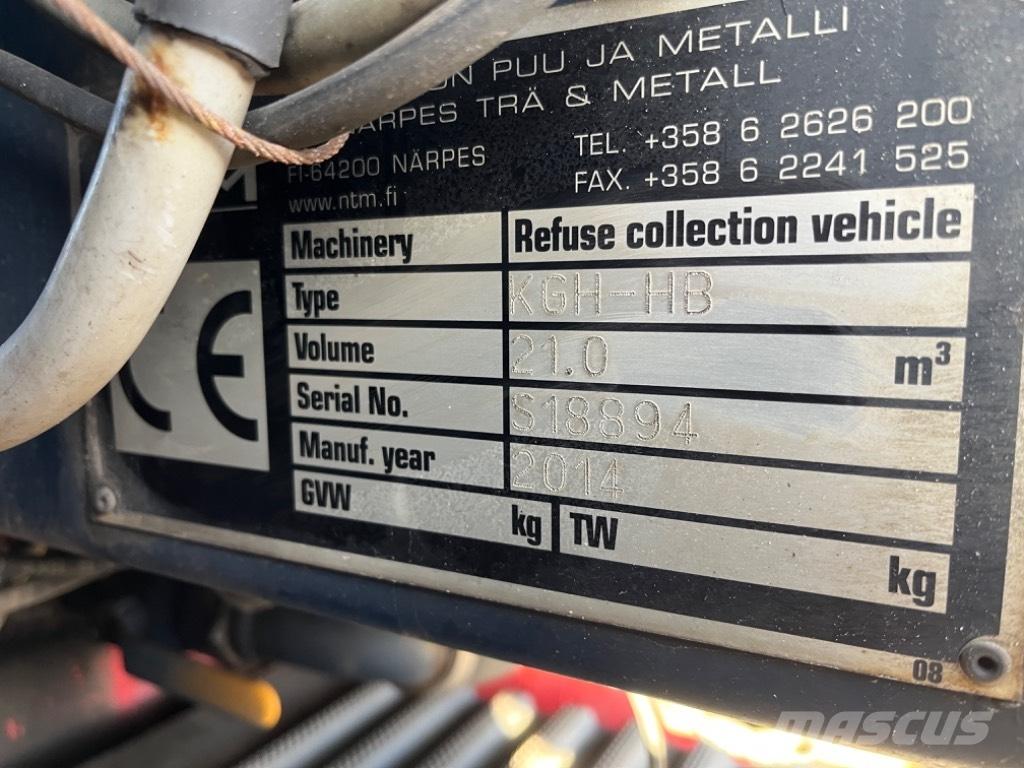 PUU JA METALLI
NÄRPES TRÄ & METALL
FI-64200 NÄRPES
www.ntm.fi
TEL. +358 6 2626 200
FAX. +358 6 2241 525
CE
Machinery Refuse collection vehicle
Type KGH-HB
Volume 21.0 m³
Serial No. S18894
Manuf. year 2014
GVW kg TW kg
08
MASCUS